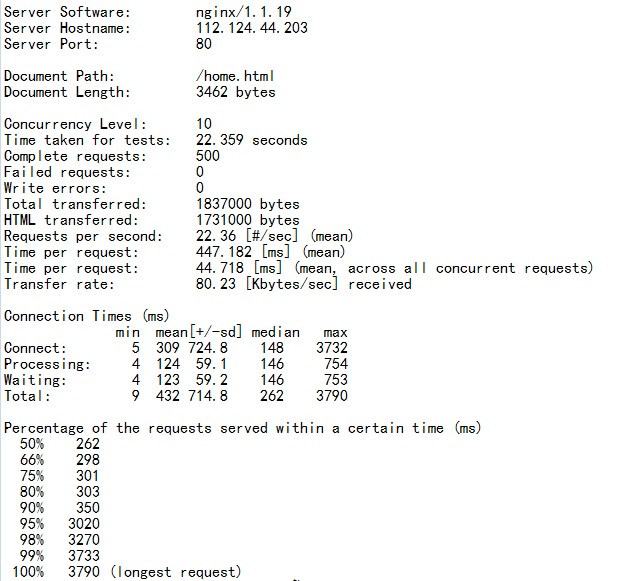 Server Software: nginx/1.1.19
Server Hostname: 112.124.44.203
Server Port: 80
Document Path: /home.html
Document Length: 3462 bytes
Concurrency Level: 10
Time taken for tests: 22.359 seconds
Complete requests: 500
Failed requests: 0
Write errors: 0
Total transferred: 1837000 bytes
HTML transferred: 1731000 bytes
Requests per second: 22.36 [#/sec] (mean)
Time per request: 447.182 [ms] (mean)
Time per request: 44.718 [ms] (mean, across all concurrent requests)
Transfer rate: 80.23 [Kbytes/sec] received
Connection Times (ms)
min mean[+/-sd] median max
Connect: 5 309 724.8 148 3732
Processing: 4 124 59.1 146 754
Waiting: 4 123 59.2 146 753
Total: 9 432 714.8 262 3790
Percentage of the requests served within a certain time (ms)
50% 262
66% 298
75% 301
80% 303
90% 350
95% 3020
98% 3270
99% 3733
100% 3790 (longest request)